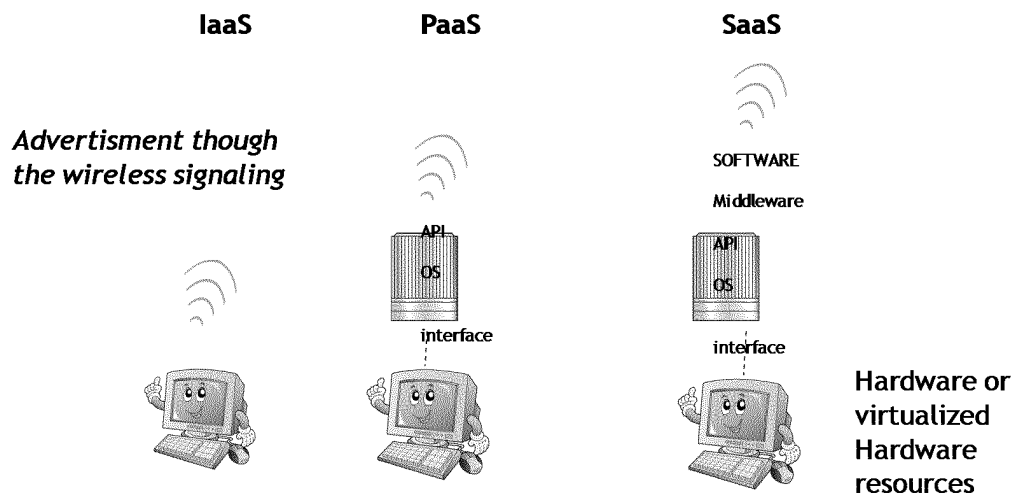 IaaS
PaaS
SaaS
Advertisment though
the wireless signaling
SOFTWARE
Middleware
API
OS
interface
API
OS
interface
Hardware or
virtualized
Hardware
resources